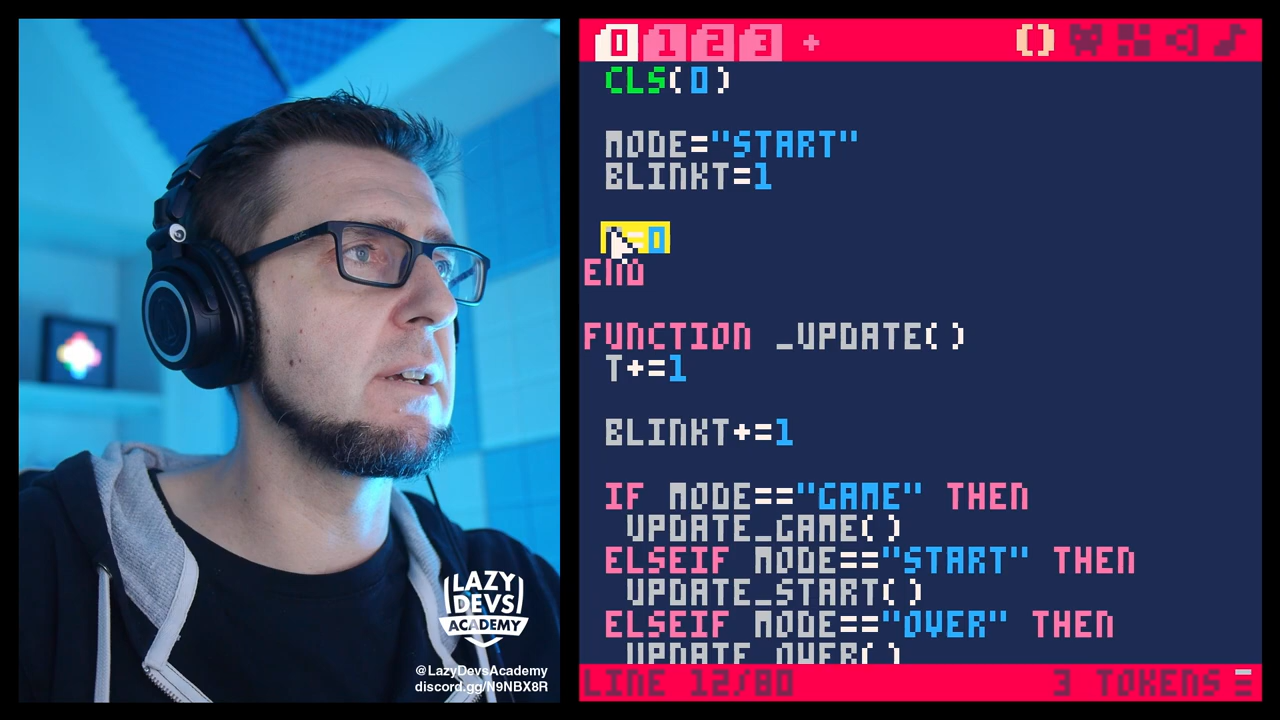 LAZY
DEVS
ACADEMY
@LazyDevsAcademy
discord.gg/N9NBX8R
0 1 2 3 +
CLS(0)
MODE="START"
BLINKT=1
=0
END
FUNCTION _UPDATE()
T+=1
BLINKT+=1
IF MODE=="GAME" THEN
UPDATE_GAME()
ELSEIF MODE=="START" THEN
UPDATE_START()
ELSEIF MODE=="OVER" THEN
UPDATE_OVER()
LINE 12/80
3 TOKENS